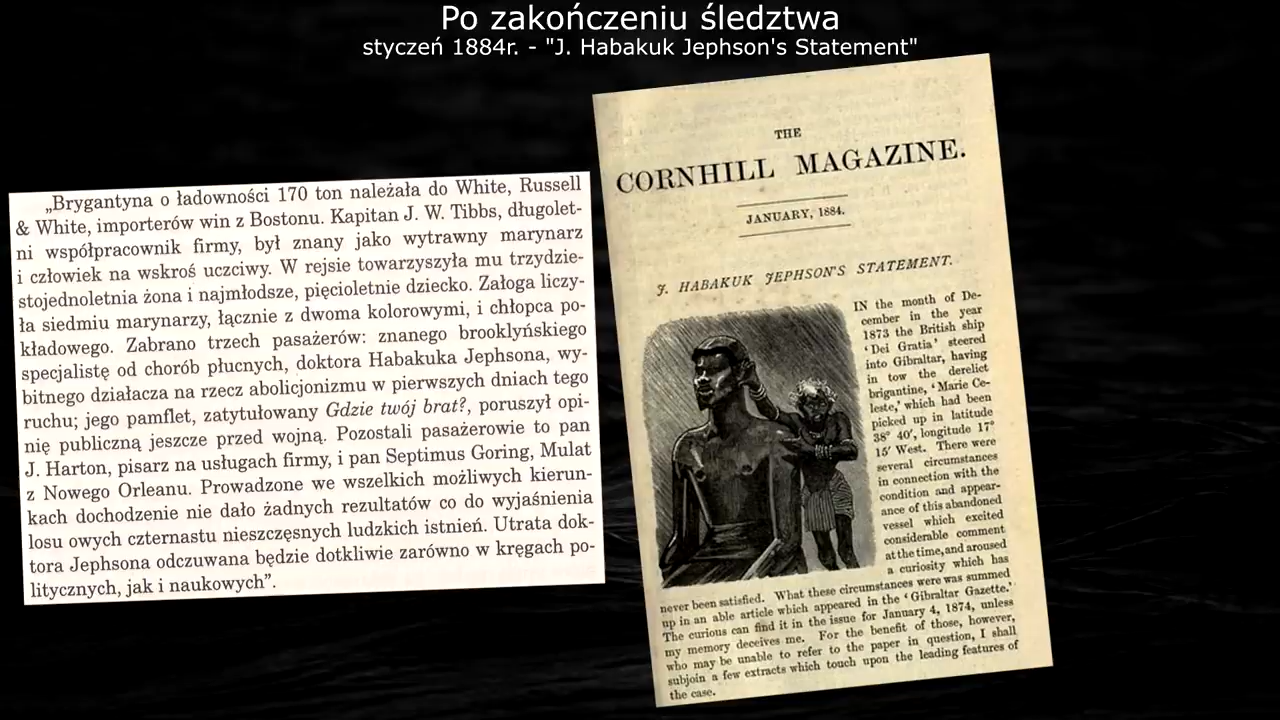 Po zakończeniu śledztwa
styczeń 1884r. - "J. Habakuk Jephson's Statement"
„Brygantyna o ładowności 170 ton należała do White, Russell
& White, importerów win z Bostonu. Kapitan J. W. Tibbs, długolet-
ni współpracownik firmy, był znany jako wytrawny marynarz
i człowiek na wskroś uczciwy. W rejsie towarzyszyła mu trzydzie-
stojednoletnia żona i najmłodsze, pięcioletnie dziecko. Załoga liczy-
ła siedmiu marynarzy, łącznie z dwoma kolorowymi, i chłopca po-
kładowego. Zabrano trzech pasażerów: znanego brooklyńskiego
specjalistę od chorób płucnych, doktora Habakuka Jephsona, wy-
bitnego działacza na rzecz abolicjonizmu w pierwszych dniach tego
ruchu; jego pamflet, zatytułowany Gdzie twój brat?, poruszył opi-
nię publiczną jeszcze przed wojną. Pozostali pasażerowie to pan
J. Harton, pisarz na usługach firmy, i pan Septimus Goring, Mulat
z Nowego Orleanu. Prowadzone we wszelkich możliwych kierun-
kach dochodzenie nie dało żadnych rezultatów co do wyjaśnienia
losu owych czternastu nieszczęsnych ludzkich istnień. Utrata dok-
tora Jephsona odczuwana będzie dotkliwie zarówno w kręgach po-
litycznych, jak i naukowych”.
THE
CORNHILL MAGAZINE.
JANUARY, 1884.
J. HABAKUK JEPHSON'S STATEMENT.
IN the month of De-
cember in the year
1873 the British ship
'Dei Gratia' steered
into Gibraltar, having
in tow the derelict
brigantine, 'Marie Ce-
leste,' which had been
picked up in latitude
38° 40', longitude 17°
15' West. There were
several circumstances
in connection with the
condition and appear-
ance of this abandoned
vessel which excited
considerable comment
at the time, and aroused
a curiosity which has
never been satisfied. What these circumstances were was summed
up in an able article which appeared in the 'Gibraltar Gazette.'
The curious can find it in the issue for January 4, 1874, unless
my memory deceives me. For the benefit of those, however,
who may be unable to refer to the paper in question, I shall
subjoin a few extracts which touch upon the leading features of
the case.